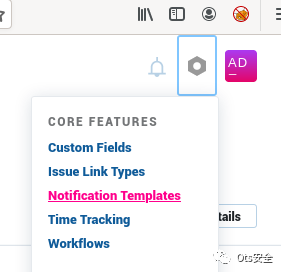 AD
CORE FEATURES
Custom Fields
Issue Link Types
Notification Templates
Time Tracking
Workflows
tails
Ots安全